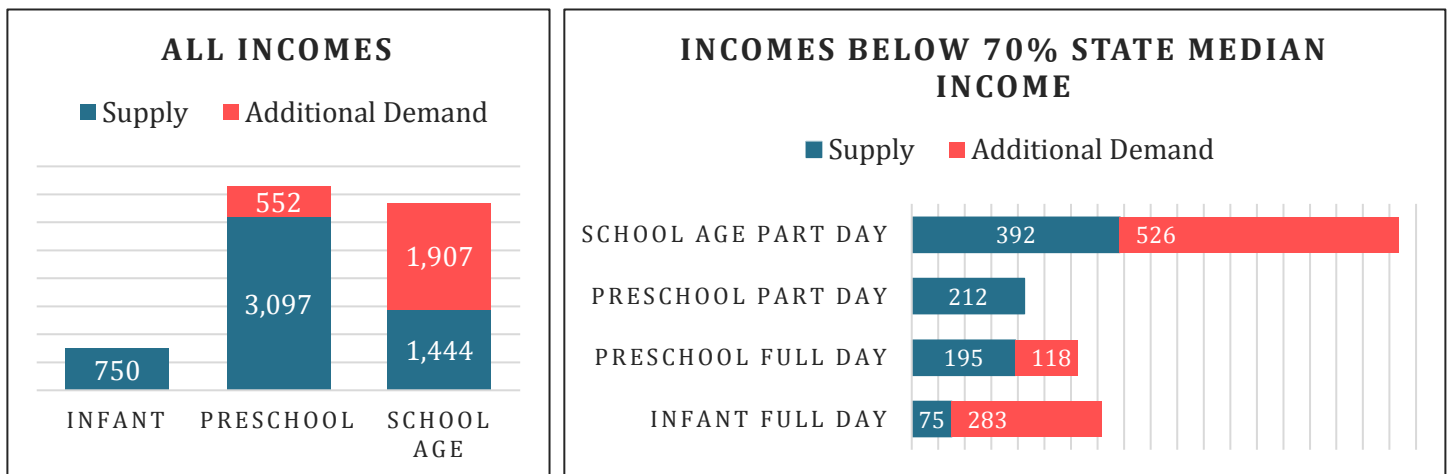 ALL INCOMES
Supply Additional Demand
552
1,907
3,097
1,444
750
INFANT PRESCHOOL SCHOOL
AGE
INCOMES BELOW 70% STATE MEDIAN
INCOME
Supply Additional Demand
SCHOOL AGE PART DAY 392 526
PRESCHOOL PART DAY 212
PRESCHOOL FULL DAY 195 118
INFANT FULL DAY 75 283